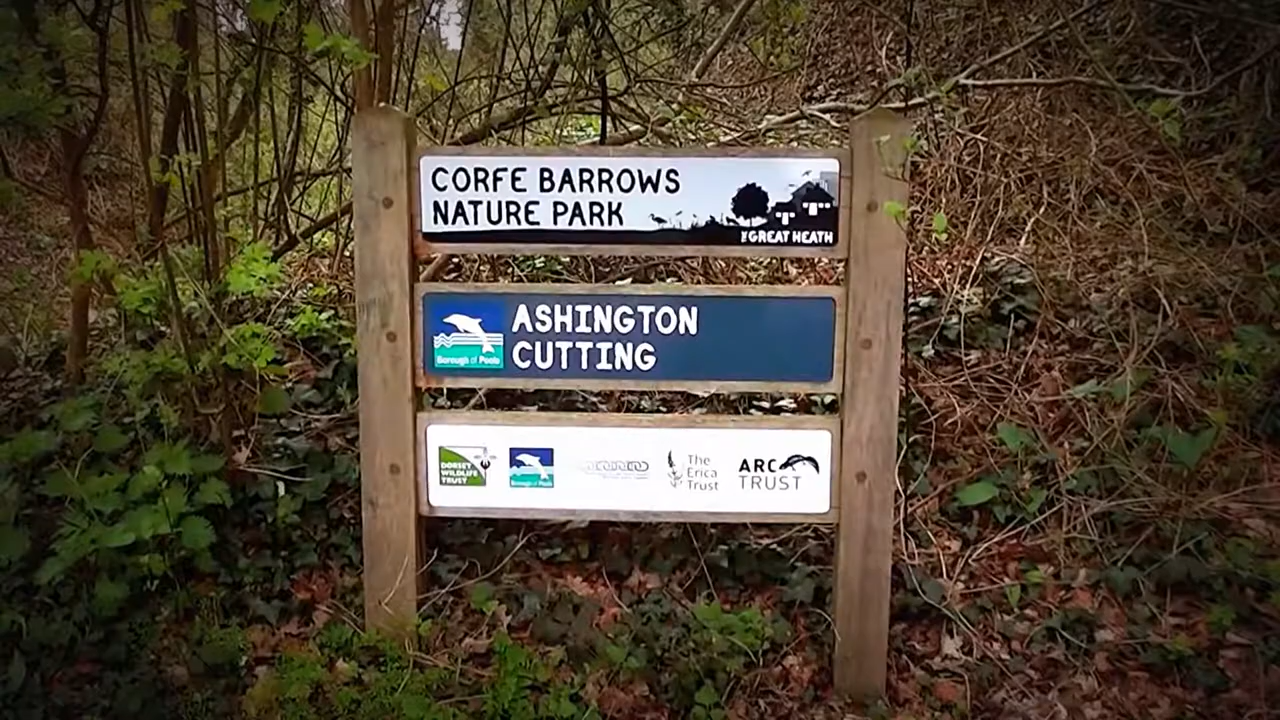 CORFE BARROWS
NATURE PARK
THE GREAT HEATH
ASHINGTON
CUTTING
Borough of Poole
DORSET
WILDLIFE
TRUST
Borough of Poole
The
Erica
Trust
ARC
TRUST